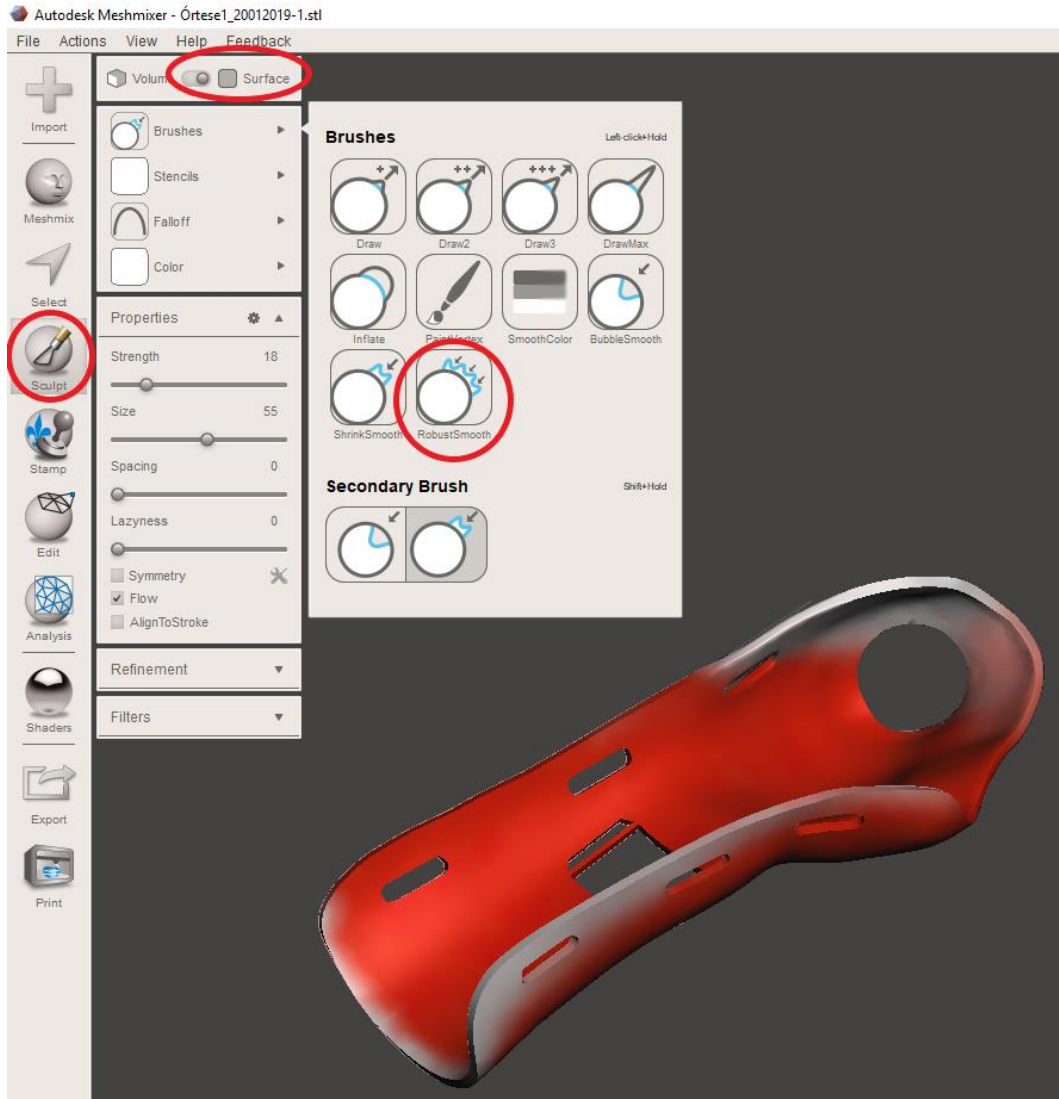 Autodesk Meshmixer - Órtese1_20012019-1.stl
File Actions View Help Feedback
Import
Meshmix
Select
Sculpt
Stamp
Edit
Analysis
Shaders
Export
Print
Volum Surface
Brushes
Stencils
Falloff
Color
Properties
Strength 18
Size 55
Spacing 0
Lazyness 0
Symmetry
Flow
AlignToStroke
Refinement
Filters
Brushes Left-click+Hold
+ ++ +++
Draw Draw2 Draw3 DrawMax
Inflate PaintVertex SmoothColor BubbleSmooth
ShrinkSmooth RobustSmooth
Secondary Brush Shift+Hold